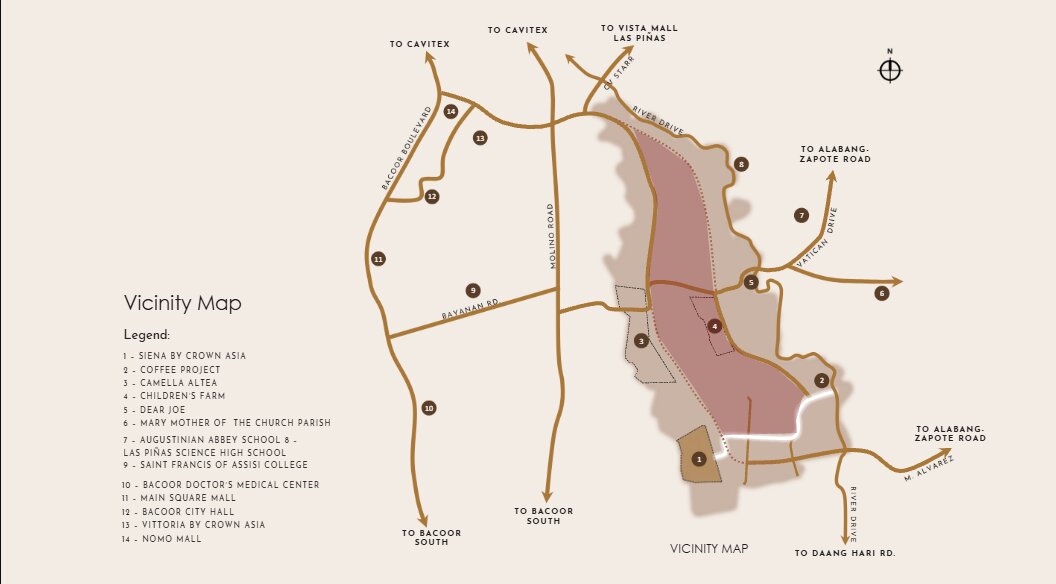 TO CAVITEX
TO CAVITEX
TO VISTA MALL
LAS PIÑAS
N
CV STARR
RIVER DRIVE
BACOOR BOULEVARD
14
13
12
8
TO ALABANG-
ZAPOTE ROAD
7
VATICAN DRIVE
MOLINO ROAD
11
9
BAYANAN RD.
5
6
4
3
2
10
1
TO ALABANG-
ZAPOTE ROAD
M. ALVAREZ
RIVER DRIVE
TO BACOOR
SOUTH
TO BACOOR
SOUTH
VICINITY MAP
TO DAANG HARI RD.
Vicinity Map
Legend:
1 - SIENA BY CROWN ASIA
2 - COFFEE PROJECT
3 - CAMELLA ALTEA
4 - CHILDREN'S FARM
5 - DEAR JOE
6 - MARY MOTHER OF THE CHURCH PARISH
7 - AUGUSTINIAN ABBEY SCHOOL 8 -
LAS PIÑAS SCIENCE HIGH SCHOOL
9 - SAINT FRANCIS OF ASSISI COLLEGE
10 - BACOOR DOCTOR'S MEDICAL CENTER
11 - MAIN SQUARE MALL
12 - BACOOR CITY HALL
13 - VITTORIA BY CROWN ASIA
14 - NOMO MALL